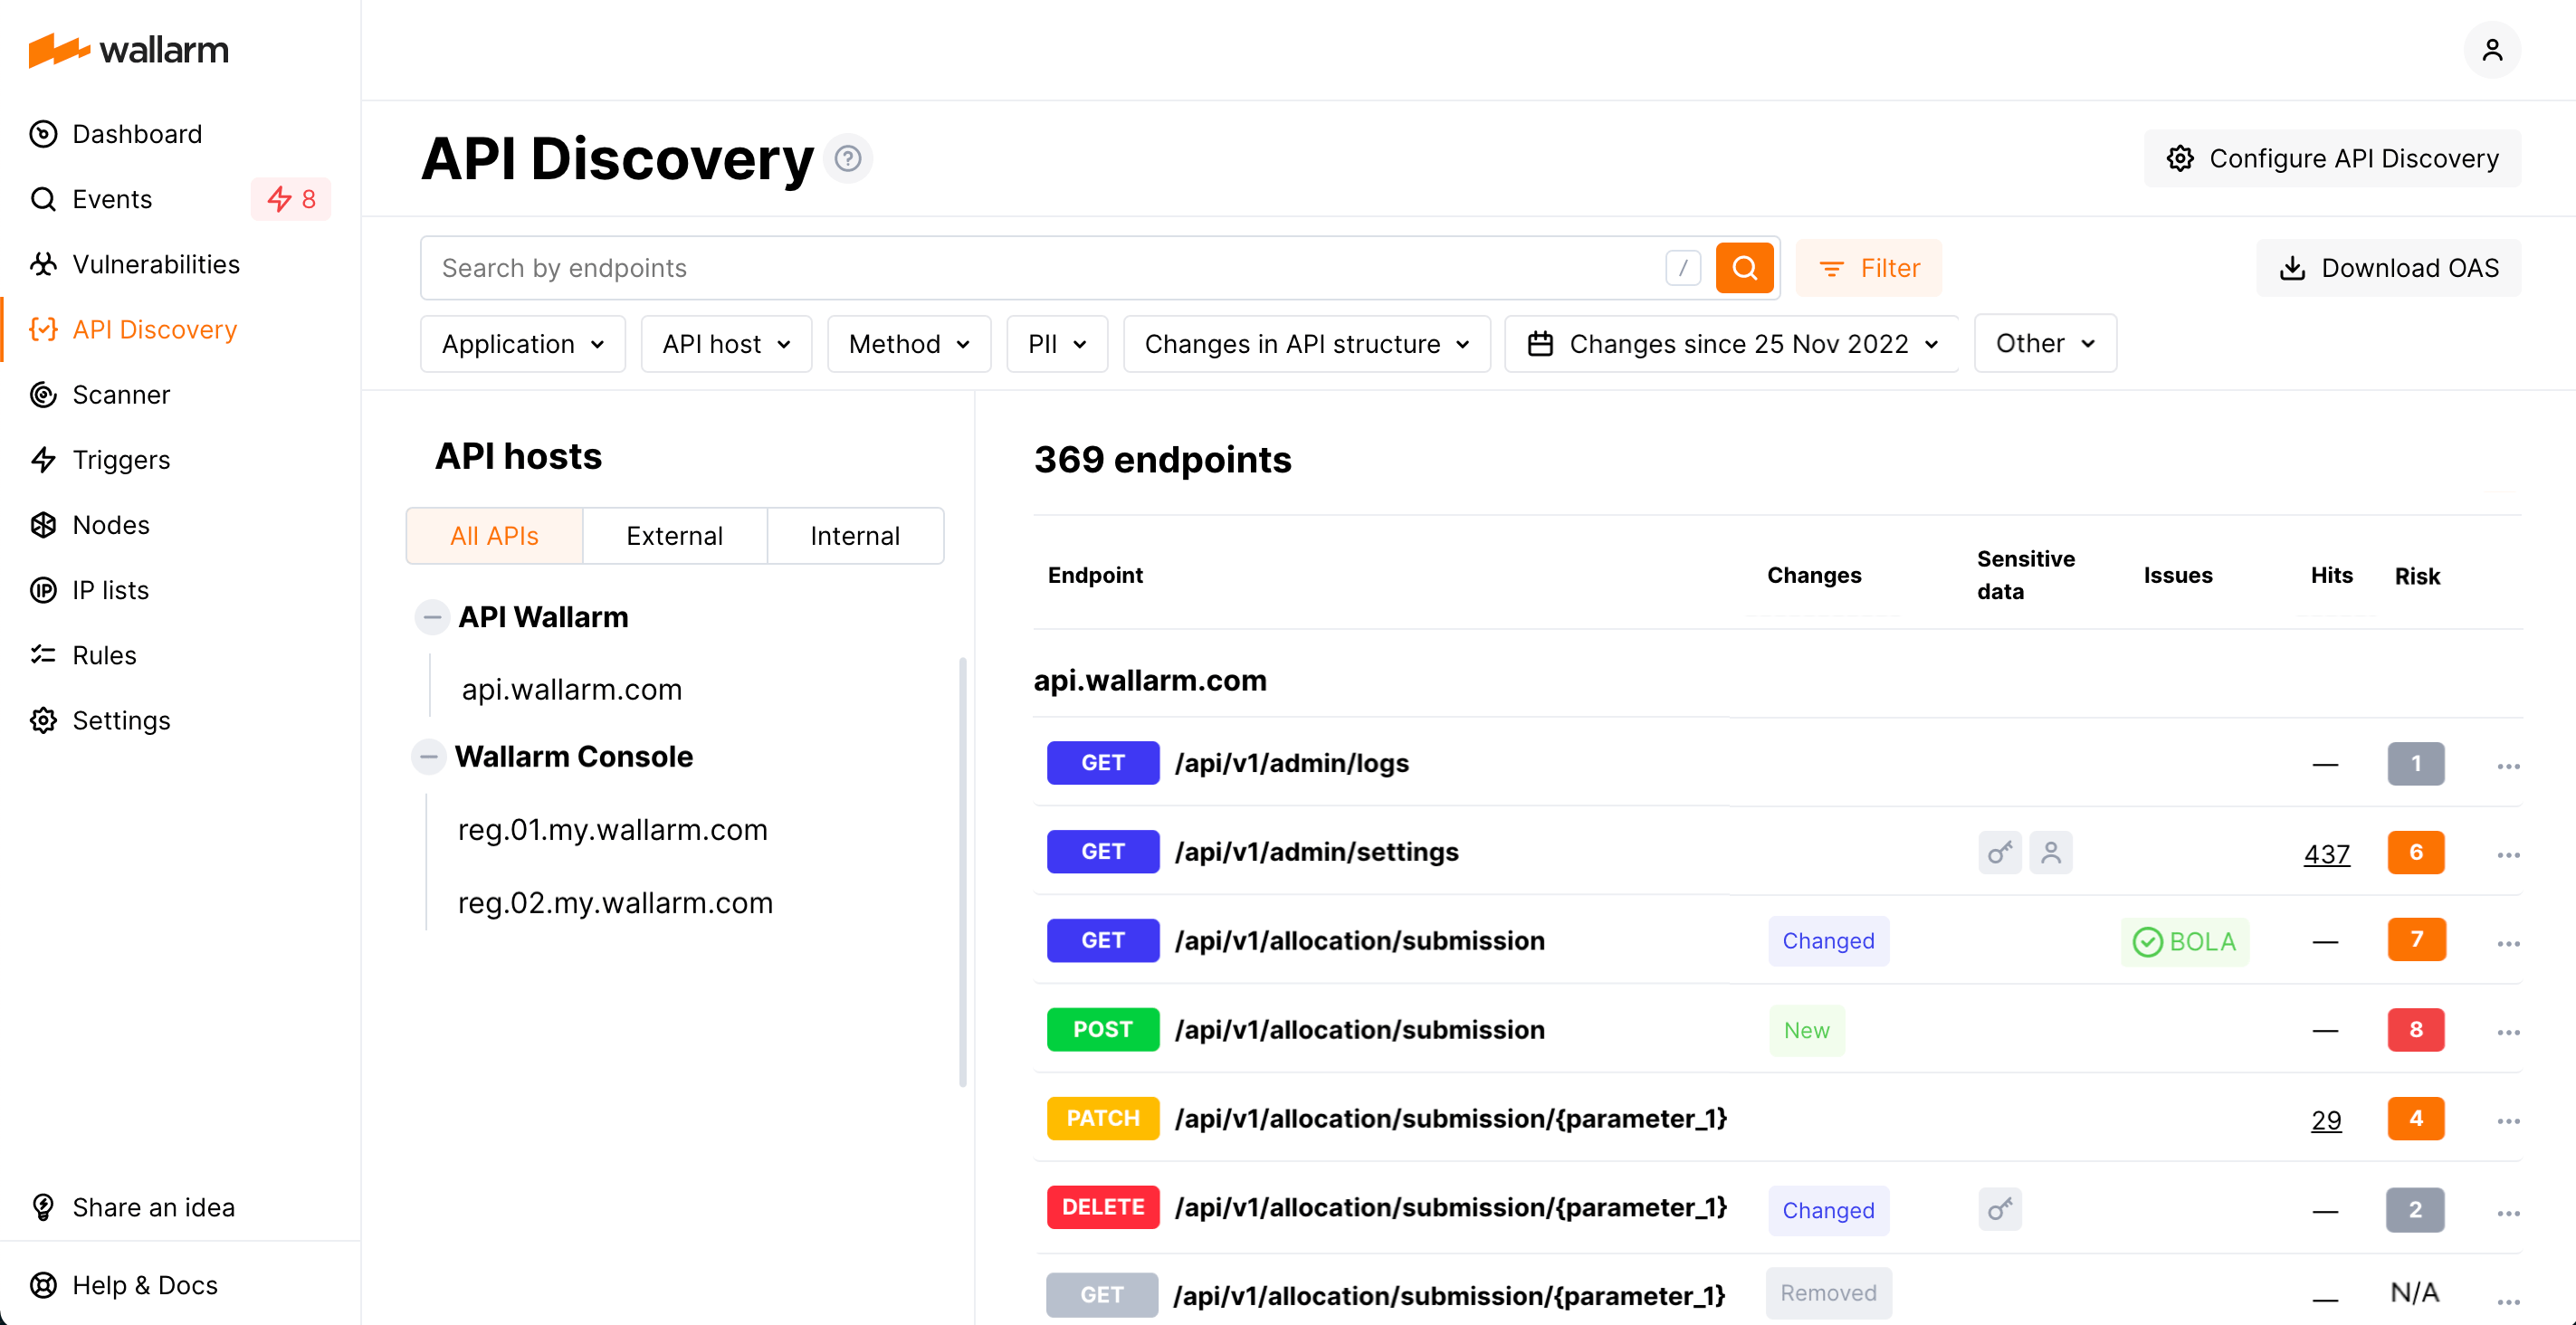 wallarm
Dashboard
Events 8
Vulnerabilities
API Discovery
Scanner
Triggers
Nodes
IP lists
Rules
Settings
Share an idea
Help & Docs
API Discovery ?
Configure API Discovery
Search by endpoints /
Filter
Download OAS
Application
API host
Method
PII
Changes in API structure
Changes since 25 Nov 2022
Other
API hosts
All APIs External Internal
API Wallarm
api.wallarm.com
Wallarm Console
reg.01.my.wallarm.com
reg.02.my.wallarm.com
369 endpoints
Endpoint Changes Sensitive data Issues Hits Risk
api.wallarm.com
GET /api/v1/admin/logs — 1 ...
GET /api/v1/admin/settings 437 6 ...
GET /api/v1/allocation/submission Changed BOLA — 7 ...
POST /api/v1/allocation/submission New — 8 ...
PATCH /api/v1/allocation/submission/{parameter_1} 29 4 ...
DELETE /api/v1/allocation/submission/{parameter_1} Changed — 2 ...
GET /api/v1/allocation/submission/{parameter_1} Removed — N/A ...